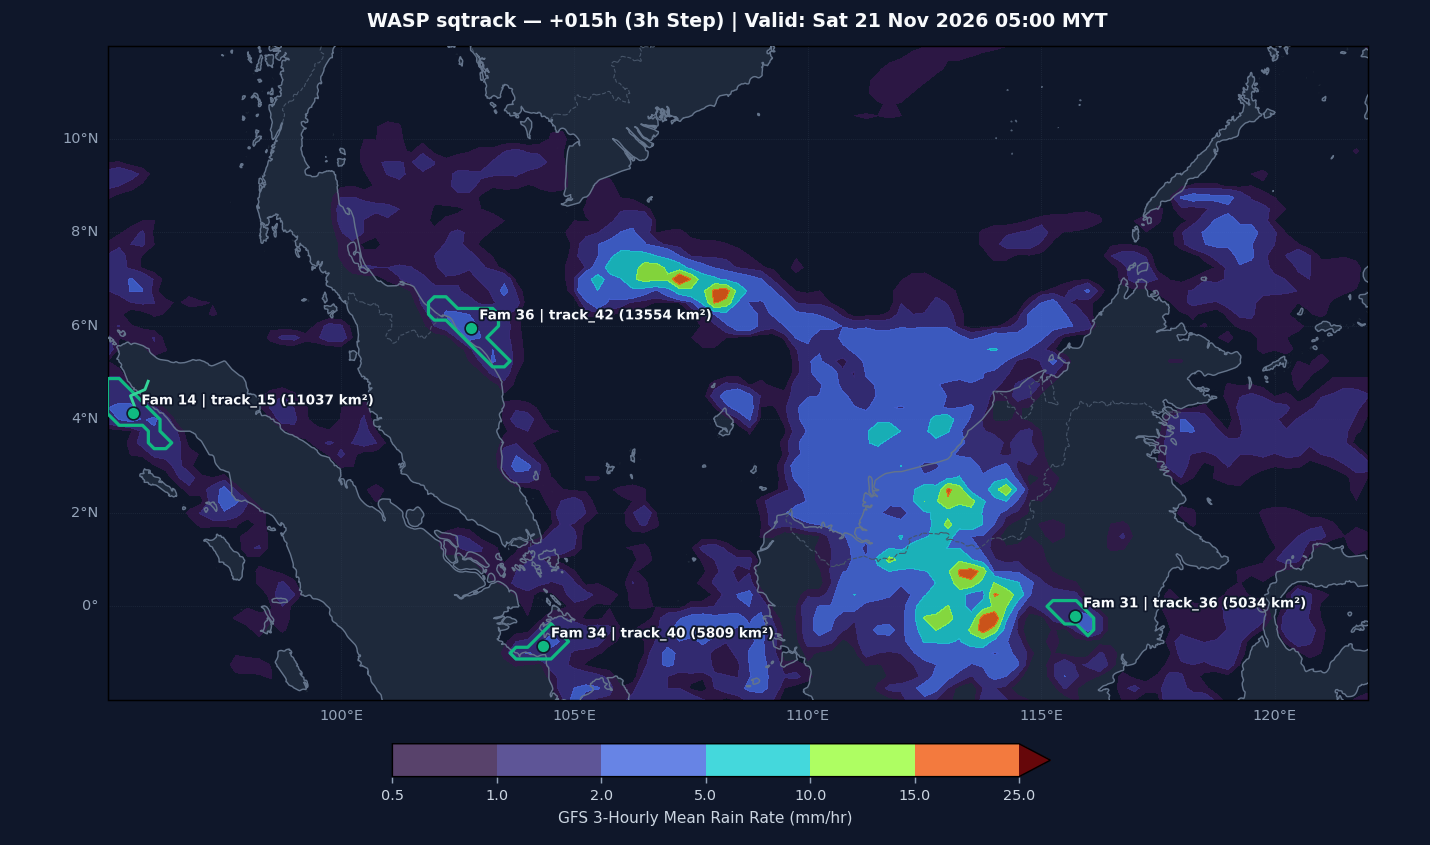 WASP sqtrack — +015h (3h Step) | Valid: Sat 21 Nov 2026 05:00 MYT
10°N
8°N
6°N
4°N
2°N
0°
Fam 36 | track_42 (13554 km²)
Fam 14 | track_15 (11037 km²)
Fam 31 | track_36 (5034 km²)
Fam 34 | track_40 (5809 km²)
100°E 105°E 110°E 115°E 120°E
0.5 1.0 2.0 5.0 10.0 15.0 25.0
GFS 3-Hourly Mean Rain Rate (mm/hr)